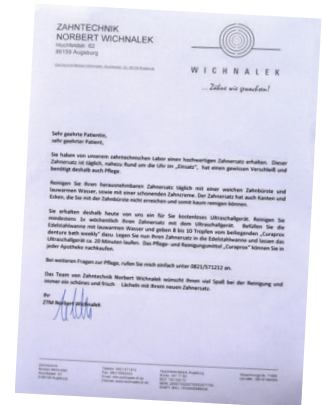 ZAHNTECHNIK
NORBERT WICHNALEK
Hochfeldstr. 62
86159 Augsburg
WICHNALEK
... Zähne wie gewachsen!
Sehr geehrte Patientin,
sehr geehrter Patient,
Sie haben von unserem zahntechnischen Labor einen hochwertigen Zahnersatz erhalten. Dieser
Zahnersatz ist täglich, nahezu Rund um die Uhr im „Einsatz“, hat einen gewissen Verschleiß und
benötigt deshalb auch Pflege.
Reinigen Sie Ihren herausnehmbaren Zahnersatz täglich mit einer weichen Zahnbürste und
lauwarmen Wasser, sowie mit einer schonenden Zahncreme. Der Zahnersatz hat auch Kanten und
Ecken, die Sie mit der Zahnbürste nicht erreichen und somit kaum reinigen können.
Sie erhalten deshalb heute von uns ein für Sie kostenloses Ultraschallgerät. Reinigen Sie
mindestens 1x wöchentlich Ihren Zahnersatz mit dem Ultraschallgerät. Befüllen Sie die
Edelstahlwanne mit lauwarmen Wasser und geben 8 bis 10 Tropfen vom beiliegenden „Curaprox
denture bath weekly“ dazu. Legen Sie nun Ihren Zahnersatz in die Edelstahlwanne und lassen das
Ultraschallgerät ca. 20 Minuten laufen. Das Pflege- und Reinigungsmittel „Curaprox“ können Sie in
jeder Apotheke nachkaufen.
Bei weiteren Fragen zur Pflege, rufen Sie mich einfach unter 0821/571212 an.
Das Team von Zahntechnik Norbert Wichnalek wünscht Ihnen viel Spaß bei der Reinigung und
immer ein schönes und frisch Lächeln mit Ihrem neuen Zahnersatz.
Ihr
ZTM Norbert Wichnalek